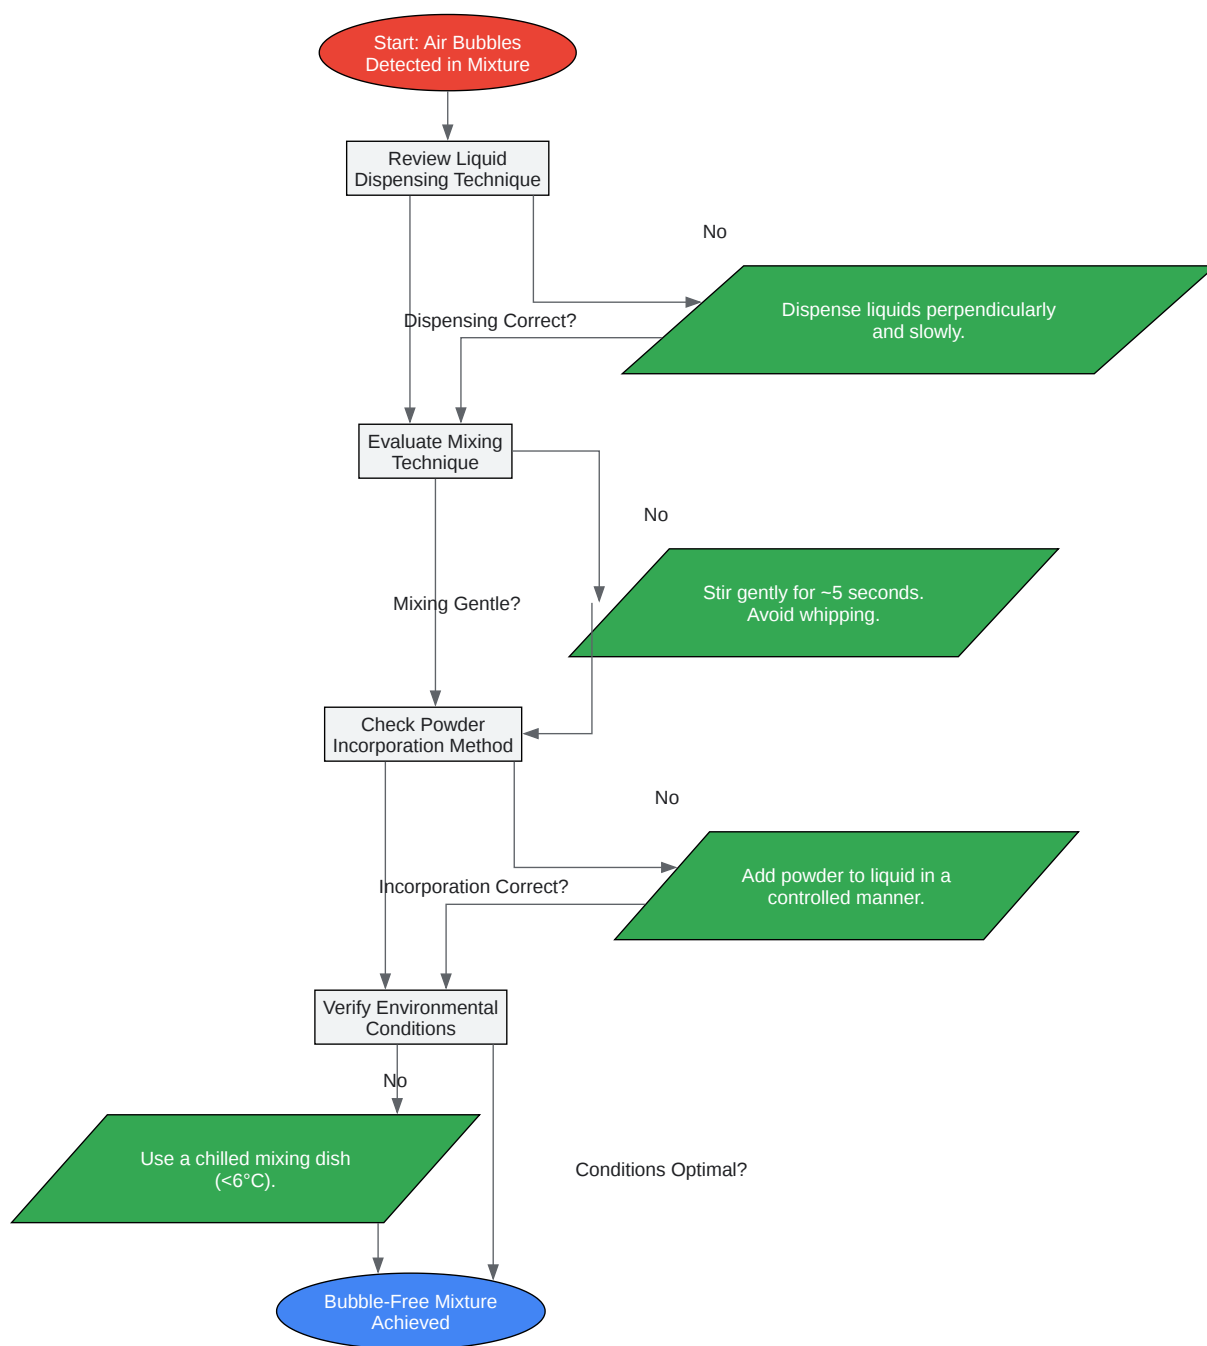 Start: Air Bubbles
Detected in Mixture
Review Liquid
Dispensing Technique
No
Dispense liquids perpendicularly
and slowly.
Dispensing Correct?
Evaluate Mixing
Technique
No
Stir gently for ~5 seconds.
Avoid whipping.
Mixing Gentle?
Check Powder
Incorporation Method
No
Add powder to liquid in a
controlled manner.
Incorporation Correct?
Verify Environmental
Conditions
No
Use a chilled mixing dish
(<6°C).
Conditions Optimal?
Bubble-Free Mixture
Achieved